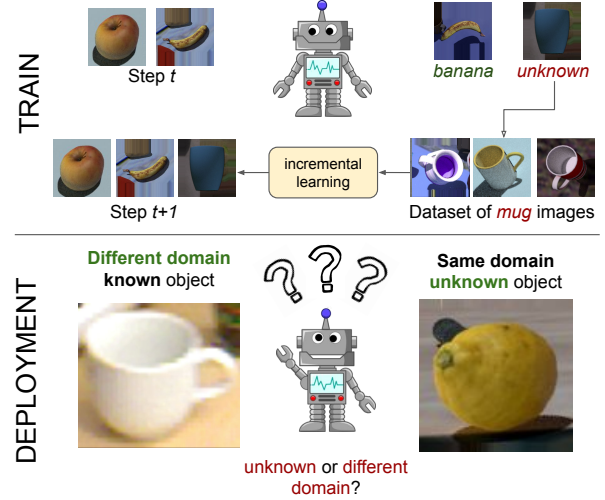 TRAIN
Step t
banana
unknown
Step t+1
incremental
learning
Dataset of mug images
DEPLOYMENT
Different domain
known object
? ? ?
Same domain
unknown object
unknown or different
domain?